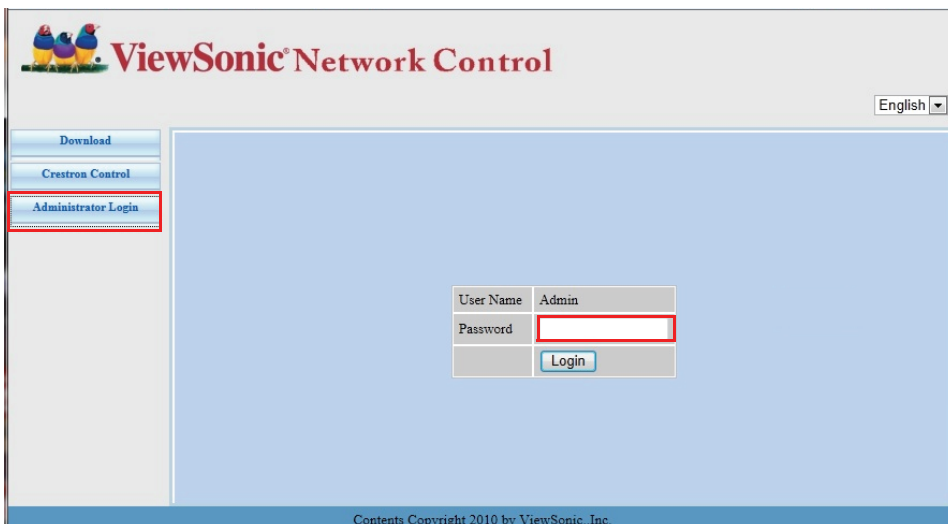 ViewSonic® Network Control
English
Download
Crestron Control
Administrator Login
User Name Admin
Password
Login
Contents Copyright 2010 by ViewSonic, Inc.